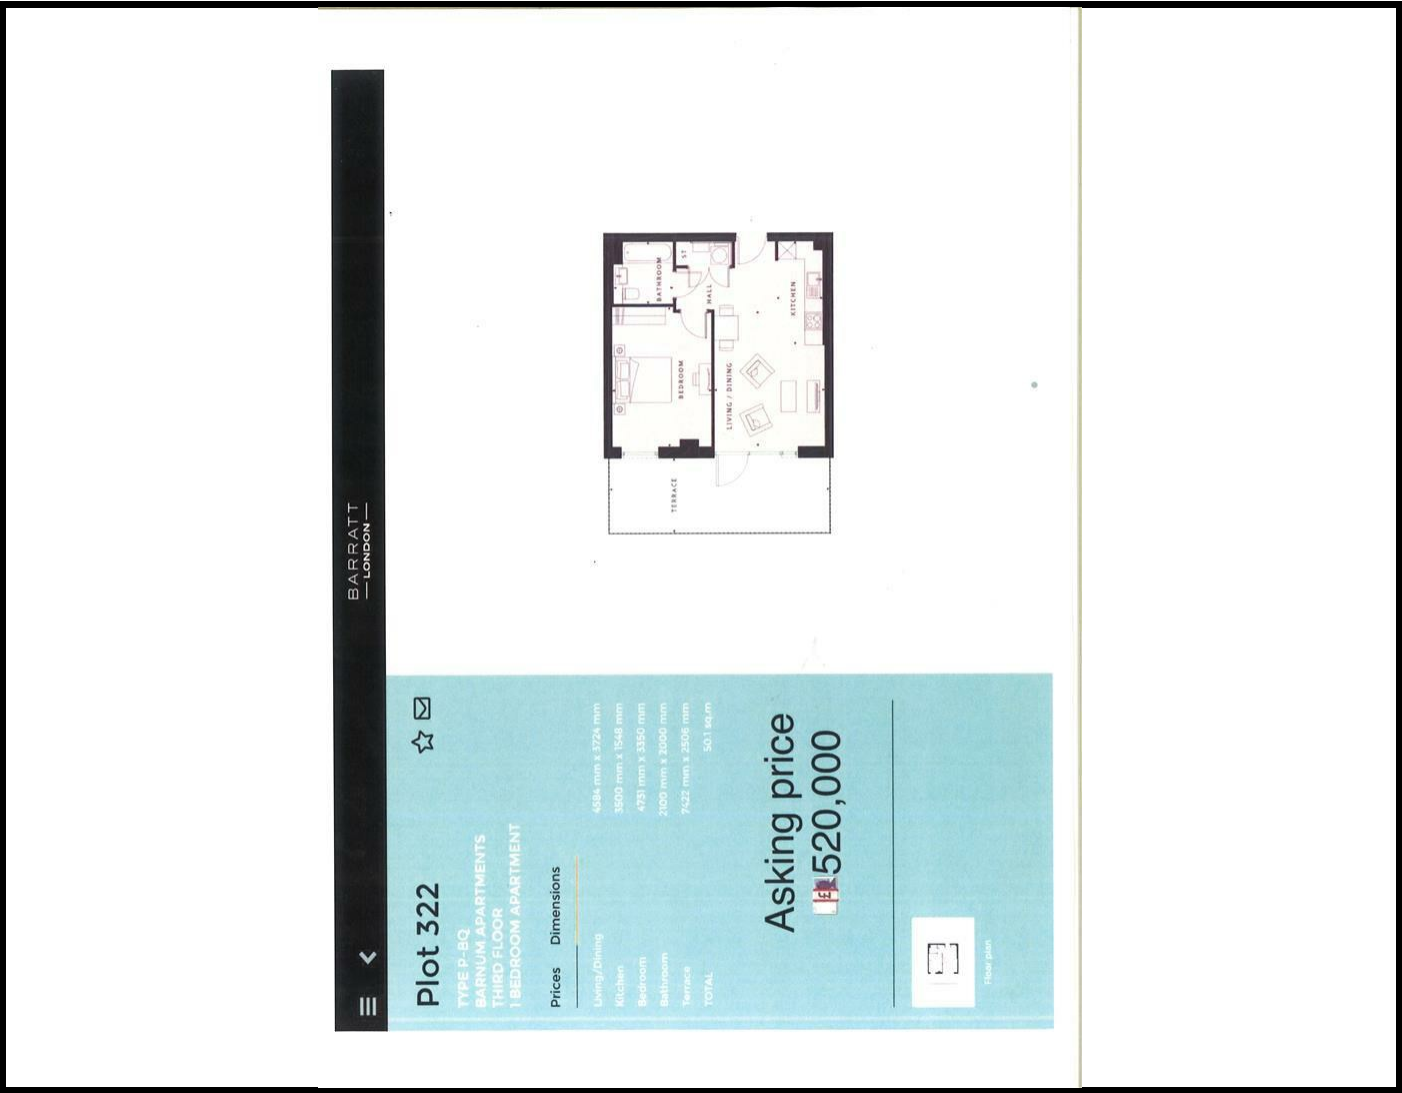 BARRATT
LONDON
Plot 322
TYPE P-8Q
BARNUM APARTMENTS
THIRD FLOOR
1 BEDROOM APARTMENT
Prices Dimensions
Living/Dining 4584 mm x 3724 mm
Kitchen 3500 mm x 1548 mm
Bedroom 4731 mm x 3350 mm
Bathroom 2100 mm x 2000 mm
Terrace 7422 mm x 2506 mm
TOTAL 50.1 sq.m
Asking price
£520,000
Floor plan
BATHROOM
ST
HALL
KITCHEN
BEDROOM
LIVING / DINING
TERRACE